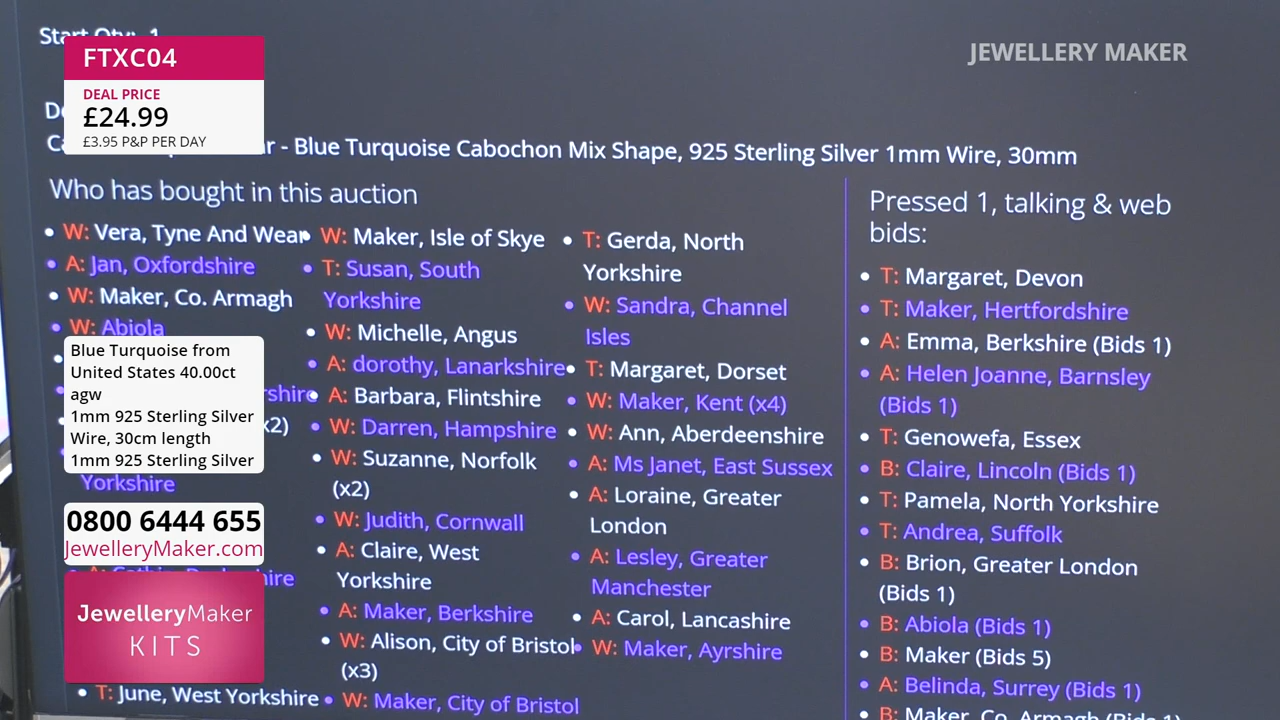 Start Qty: 1
FTXC04
JEWELLERY MAKER
DEAL PRICE
£24.99
£3.95 P&P PER DAY
- Blue Turquoise Cabochon Mix Shape, 925 Sterling Silver 1mm Wire, 30mm
Who has bought in this auction
• W: Vera, Tyne And Wear
• A: Jan, Oxfordshire
• W: Maker, Co. Armagh
• W: Abiola
x2)
Yorkshire
• T: June, West Yorkshire
• W: Maker, Isle of Skye
• T: Susan, South
Yorkshire
• W: Michelle, Angus
• A: dorothy, Lanarkshire
• A: Barbara, Flintshire
• W: Darren, Hampshire
• W: Suzanne, Norfolk
(x2)
• W: Judith, Cornwall
• A: Claire, West
Yorkshire
• A: Maker, Berkshire
• W: Alison, City of Bristol
(x3)
• W: Maker, City of Bristol
• T: Gerda, North
Yorkshire
• W: Sandra, Channel
Isles
• T: Margaret, Dorset
• W: Maker, Kent (x4)
• W: Ann, Aberdeenshire
• A: Ms Janet, East Sussex
• A: Loraine, Greater
London
• A: Lesley, Greater
Manchester
• A: Carol, Lancashire
• W: Maker, Ayrshire
Pressed 1, talking & web
bids:
• T: Margaret, Devon
• T: Maker, Hertfordshire
• A: Emma, Berkshire (Bids 1)
• A: Helen Joanne, Barnsley
(Bids 1)
• T: Genowefa, Essex
• B: Claire, Lincoln (Bids 1)
• T: Pamela, North Yorkshire
• T: Andrea, Suffolk
• B: Brion, Greater London
(Bids 1)
• B: Abiola (Bids 1)
• B: Maker (Bids 5)
• A: Belinda, Surrey (Bids 1)
• B: Maker, Co. Armagh (Bids 1)
Blue Turquoise from
United States 40.00ct
agw
1mm 925 Sterling Silver
Wire, 30cm length
1mm 925 Sterling Silver
0800 6444 655
JewelleryMaker.com
JewelleryMaker
KITS